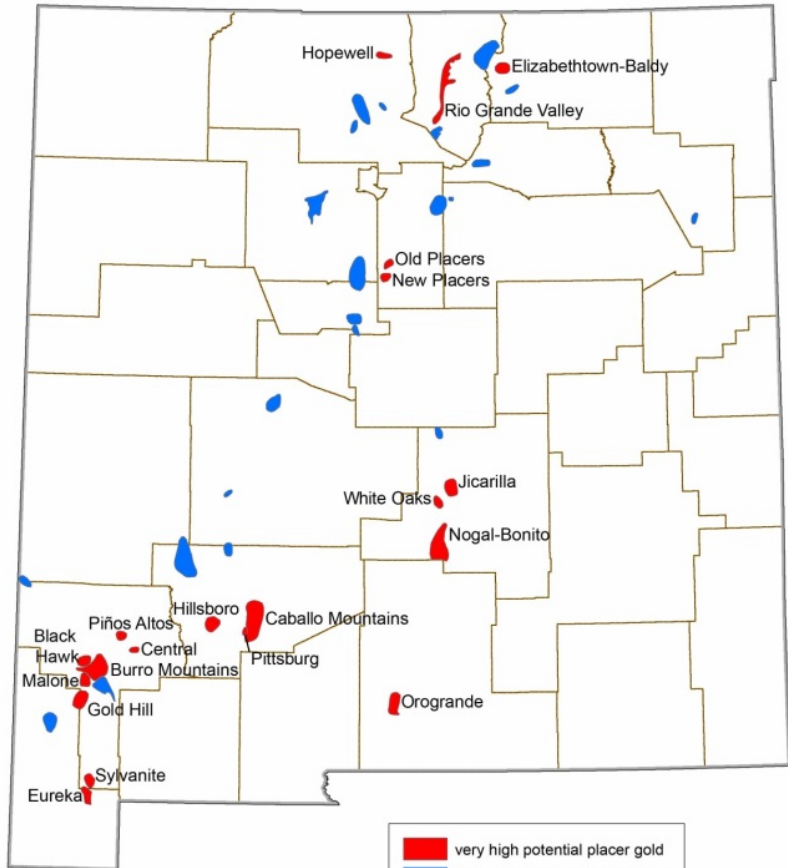 Hopewell
Elizabethtown-Baldy
Rio Grande Valley
Old Placers
New Placers
Jicarilla
White Oaks
Nogal-Bonito
Hillsboro
Caballo Mountains
Piños Altos
Black
Hawk
Central
Pittsburg
Burro Mountains
Malone
Gold Hill
Orogrande
Sylvanite
Eureka
very high potential placer gold